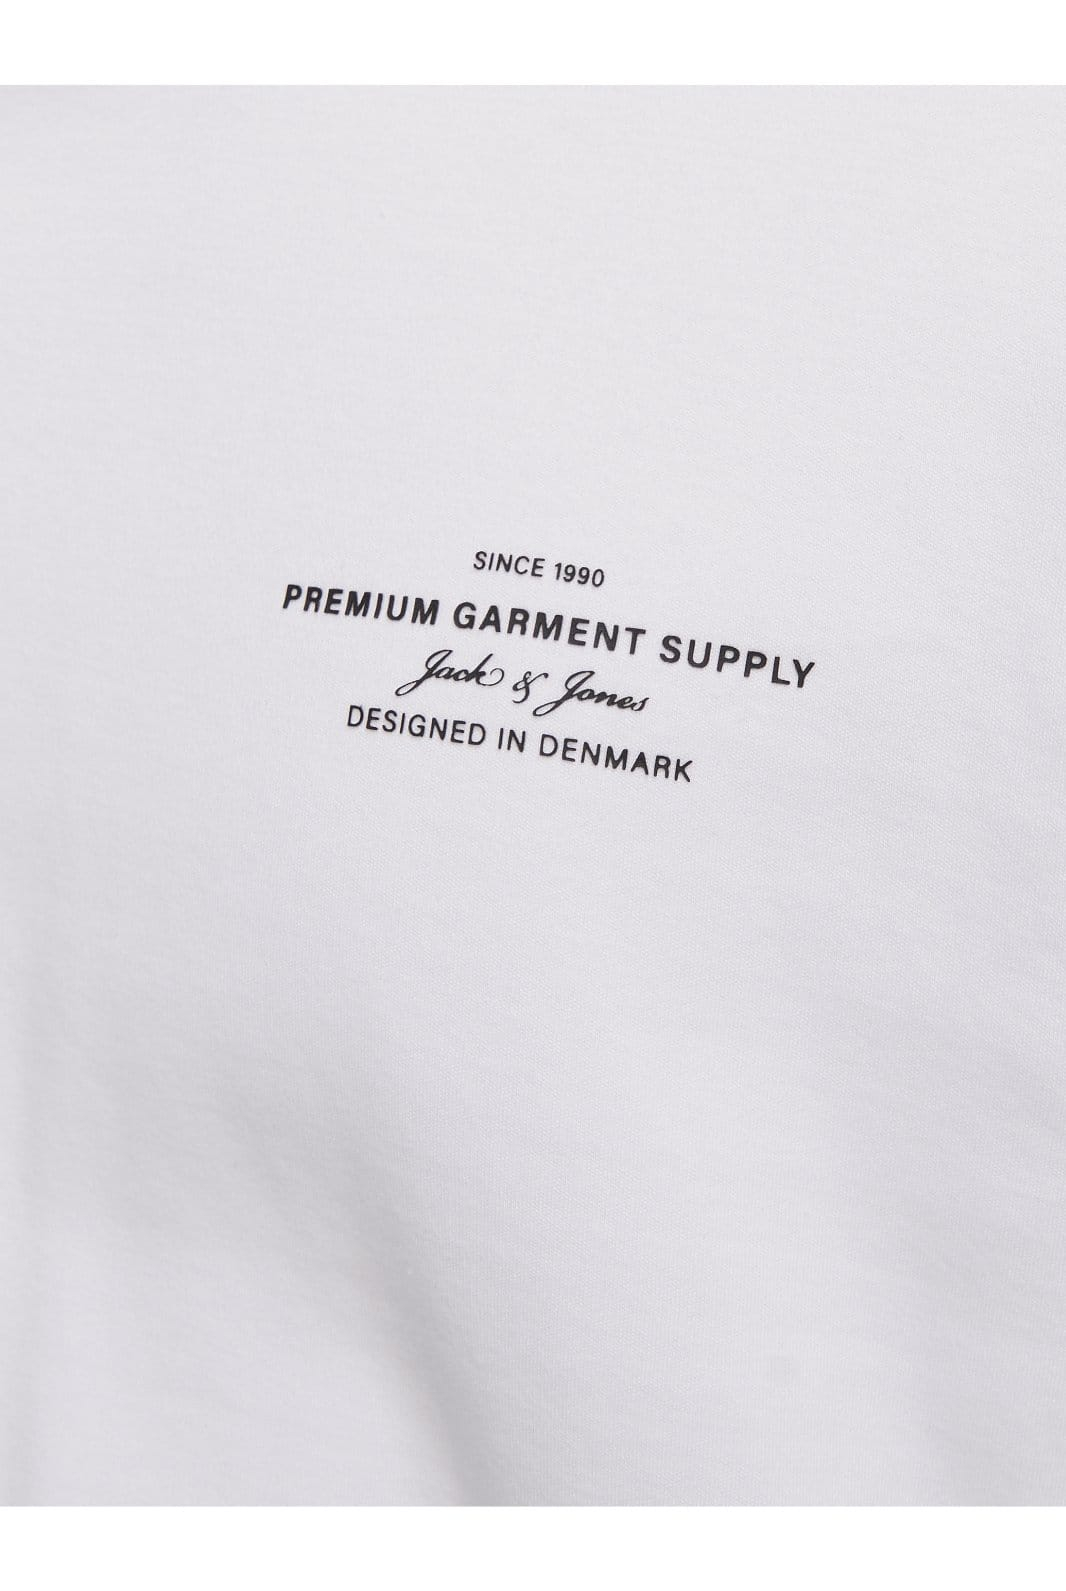 SINCE 1990
PREMIUM GARMENT SUPPLY
Jack & Jones
DESIGNED IN DENMARK